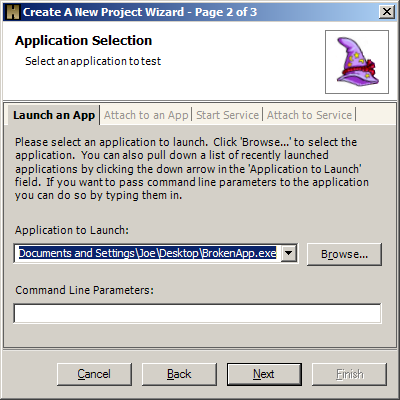 Create A New Project Wizard - Page 2 of 3
Application Selection
Select an application to test
Launch an App Attach to an App Start Service Attach to Service
Please select an application to launch. Click 'Browse...' to select the
application. You can also pull down a list of recently launched
applications by clicking the down arrow in the 'Application to Launch'
field. If you want to pass command line parameters to the application
you can do so by typing them in.
Application to Launch:
Documents and Settings\Joe\Desktop\BrokenApp.exe Browse...
Command Line Parameters:
Cancel Back Next Finish